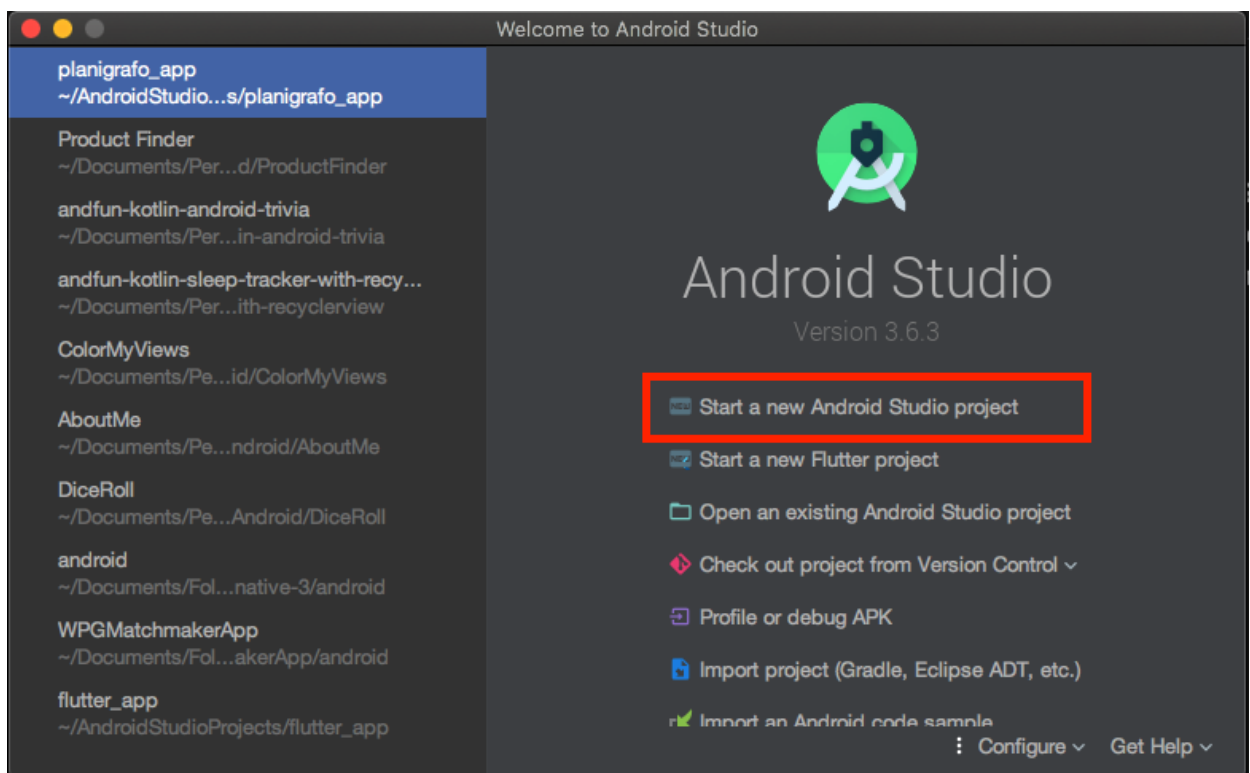 Welcome to Android Studio
planigrafo_app
~/AndroidStudio...s/planigrafo_app
Product Finder
~/Documents/Per...d/ProductFinder
andfun-kotlin-android-trivia
~/Documents/Per...in-android-trivia
andfun-kotlin-sleep-tracker-with-recy...
~/Documents/Per...ith-recyclerview
ColorMyViews
~/Documents/Pe...id/ColorMyViews
AboutMe
~/Documents/Pe...ndroid/AboutMe
DiceRoll
~/Documents/Pe...Android/DiceRoll
android
~/Documents/Fol...native-3/android
WPGMatchmakerApp
~/Documents/Fol...akerApp/android
flutter_app
~/AndroidStudioProjects/flutter_app
Android Studio
Version 3.6.3
Start a new Android Studio project
Start a new Flutter project
Open an existing Android Studio project
Check out project from Version Control
Profile or debug APK
Import project (Gradle, Eclipse ADT, etc.)
Import an Android code sample
Configure
Get Help